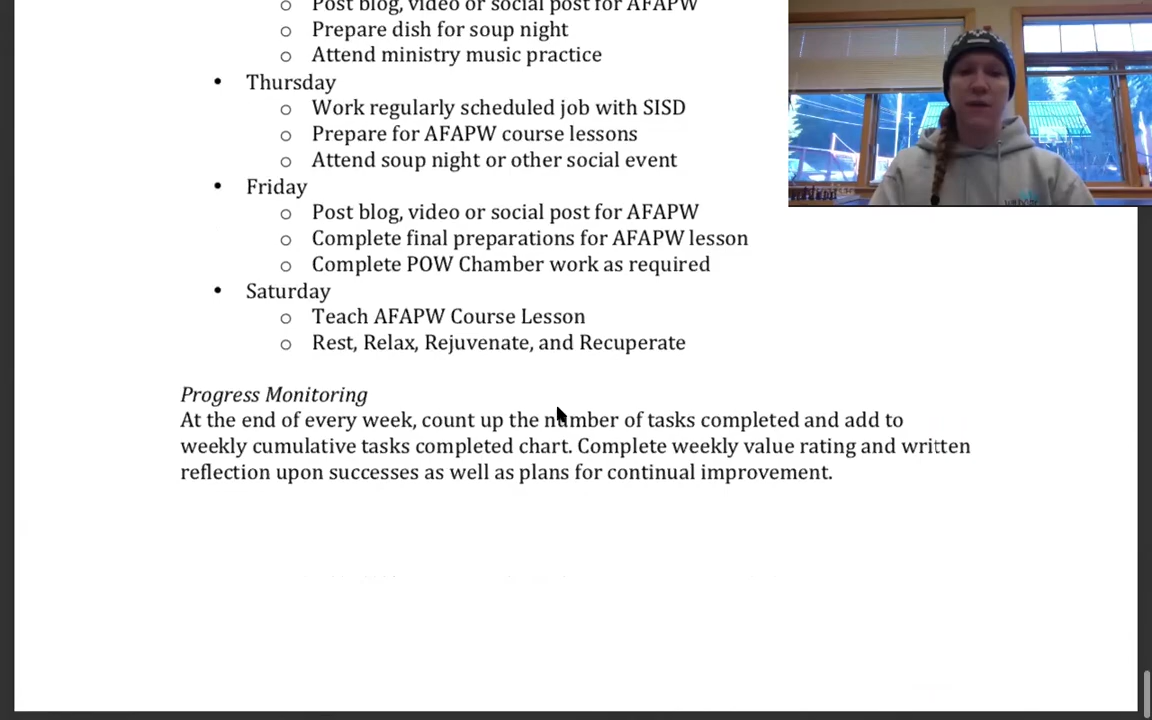 o Post blog, video or social post for AFAPW
o Prepare dish for soup night
o Attend ministry music practice
• Thursday
o Work regularly scheduled job with SISD
o Prepare for AFAPW course lessons
o Attend soup night or other social event
• Friday
o Post blog, video or social post for AFAPW
o Complete final preparations for AFAPW lesson
o Complete POW Chamber work as required
• Saturday
o Teach AFAPW Course Lesson
o Rest, Relax, Rejuvenate, and Recuperate
Progress Monitoring
At the end of every week, count up the number of tasks completed and add to
weekly cumulative tasks completed chart. Complete weekly value rating and written
reflection upon successes as well as plans for continual improvement.